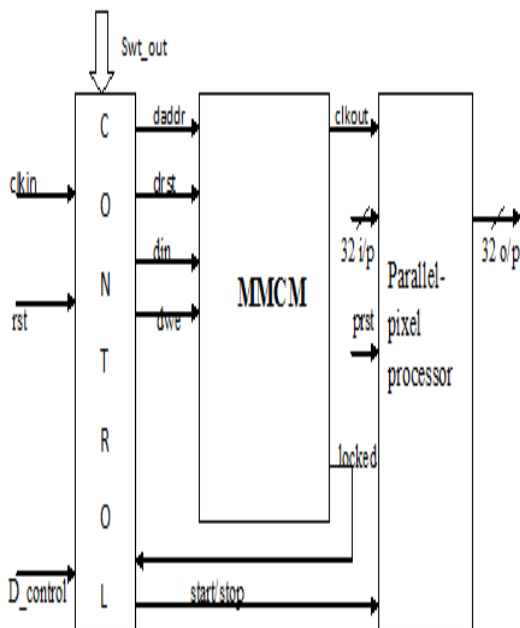 Swt_out
CONTROL
clkin
rst
D_control
daddr
drst
din
dwe
MMCM
clkout
32 i/p
prst
locked
start/stop
Parallel-
pixel
processor
32 o/p